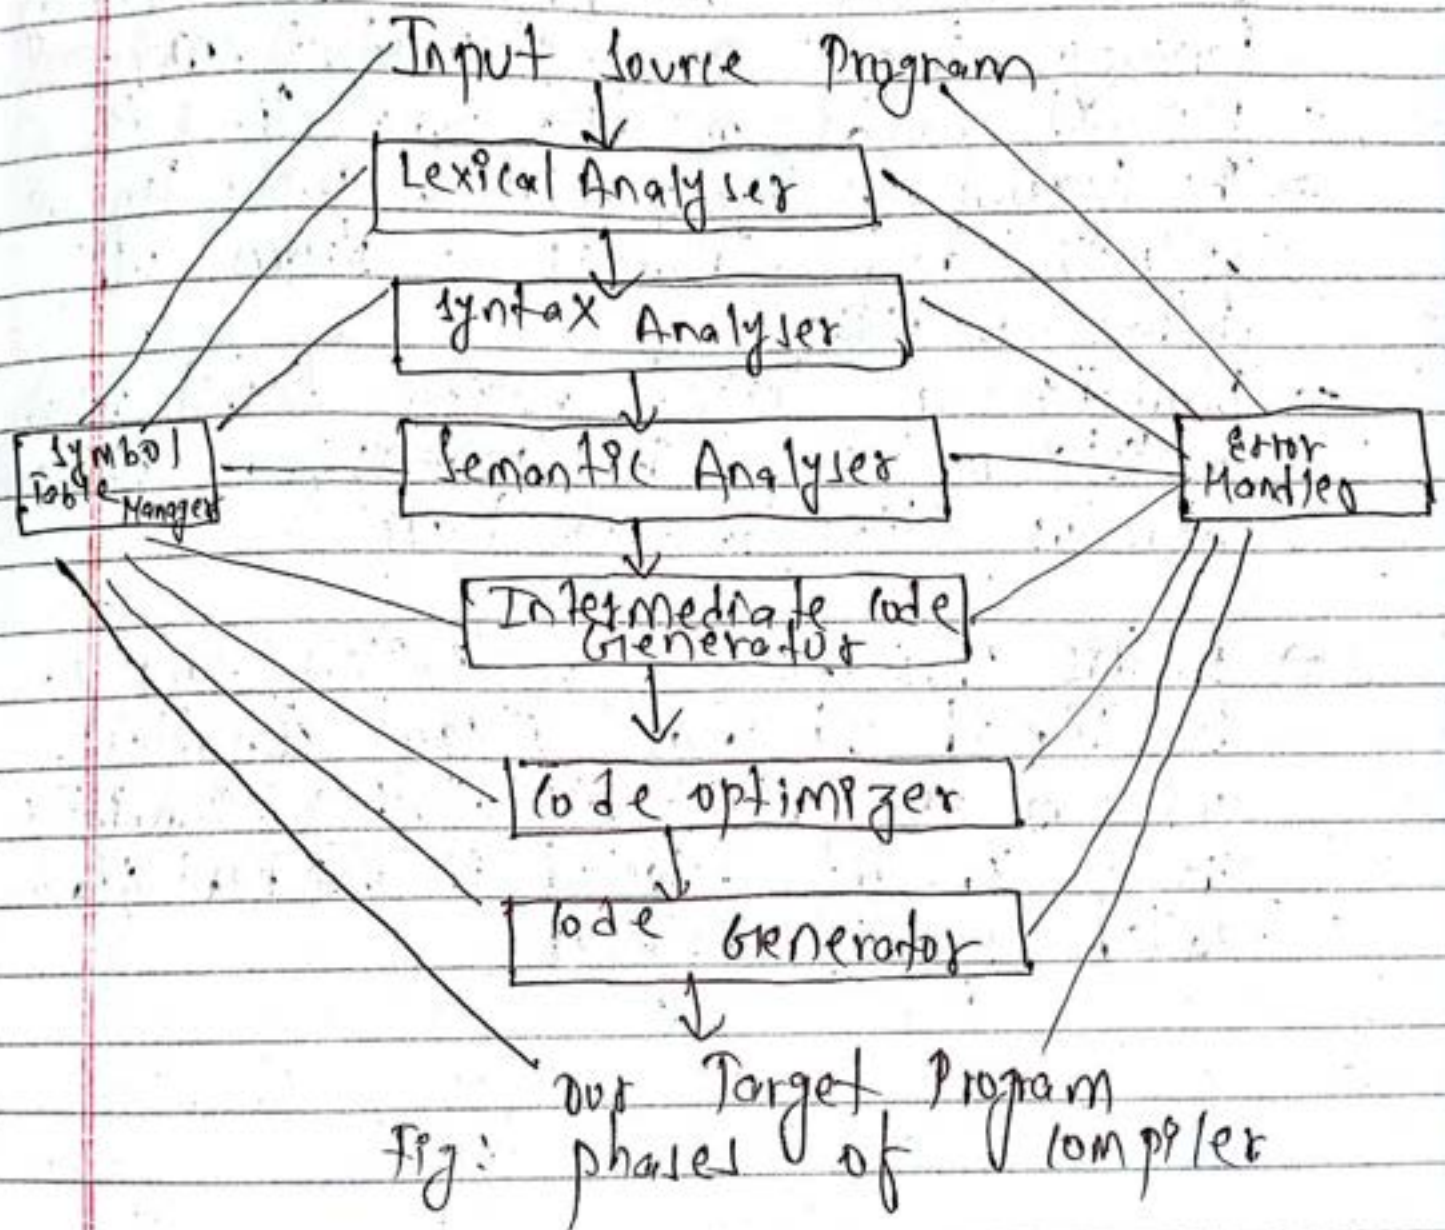 Input Source Program
Lexical Analyser
Syntax Analyser
Symbol
Table Manager
Semantic Analyser
Error
Handler
Intermediate Code
Generator
Code optimizer
Code Generator
our Target Program
Fig: phases of compiler